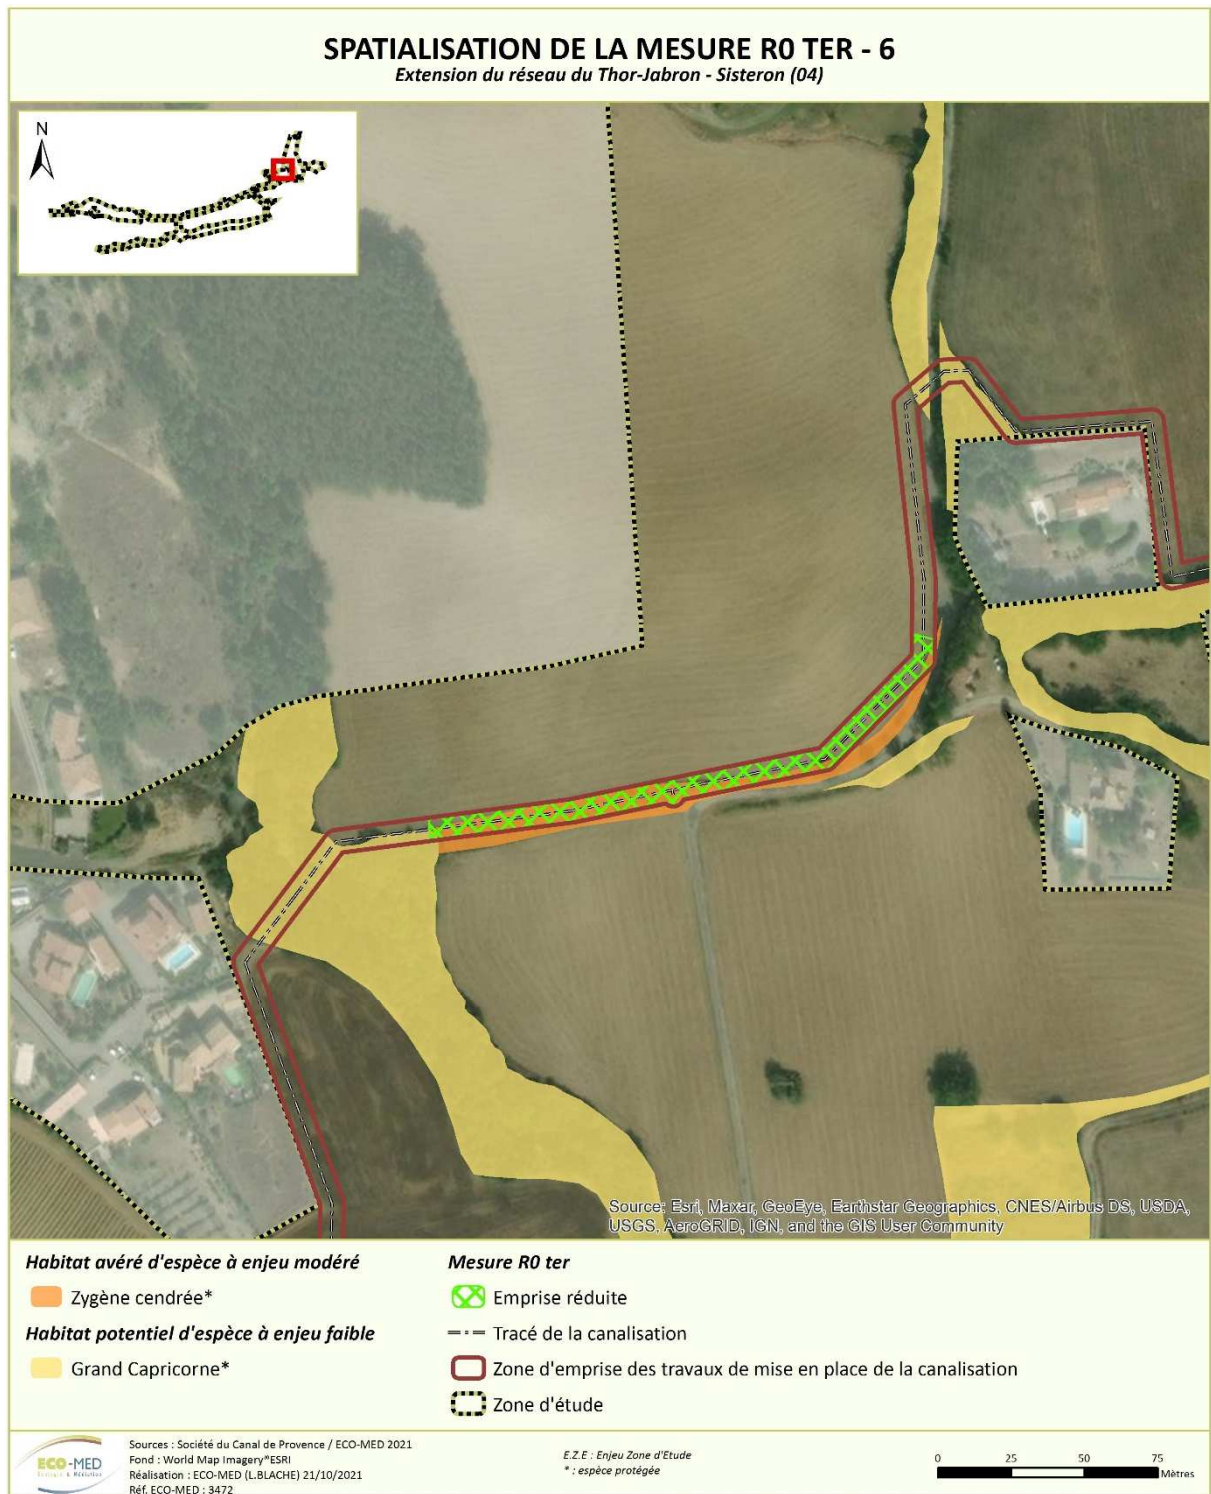 SPATIALISATION DE LA MESURE R0 TER - 6
Extension du réseau du Thor-Jabron - Sisteron (04)
N
Source: Esri, Maxar, GeoEye, Earthstar Geographics, CNES/Airbus DS, USDA,
USGS, AeroGRID, IGN, and the GIS User Community
Habitat avéré d'espèce à enjeu modéré
Zygène cendrée*
Habitat potentiel d'espèce à enjeu faible
Grand Capricorne*
Mesure R0 ter
Emprise réduite
Tracé de la canalisation
Zone d'emprise des travaux de mise en place de la canalisation
Zone d'étude
ECO-MED
Ecologie & Médiation
Sources : Société du Canal de Provence / ECO-MED 2021
Fond : World Map Imagery®ESRI
Réalisation : ECO-MED (L.BLACHE) 21/10/2021
Réf. ECO-MED : 3472
E.Z.E : Enjeu Zone d'Etude
* : espèce protégée
0 25 50 75
Mètres